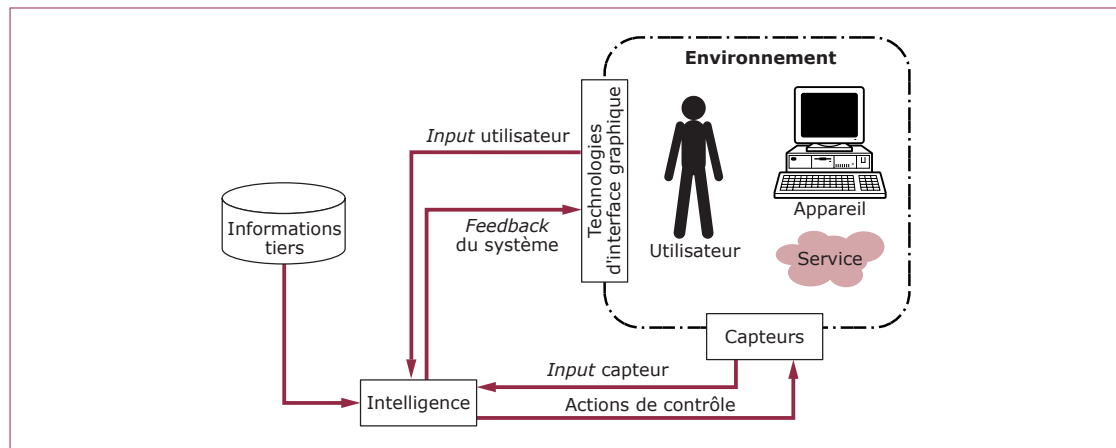 Environnement
Technologies
d'interface graphique
Input utilisateur
Feedback
du système
Informations
tiers
Utilisateur
Appareil
Service
Capteurs
Input capteur
Intelligence
Actions de contrôle